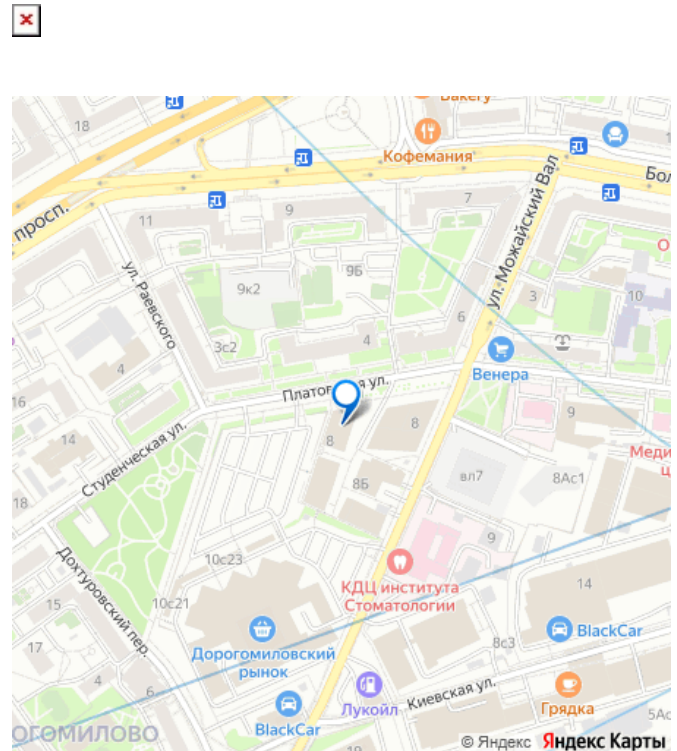 Bakery
18
Кофемания
Бол
просп.
11
9
7
ул. Можайский Вал
ул. Раевского
9к2
9Б
3
10
О
6
3с2
4
4
Венера
Платовская ул.
16
14
8
8
9
Студенческая ул.
Меди
ц
вл7
8Ас1
8Б
18
9
10с23
КДЦ института
Стоматологии
14
15
10с21
Дохтуровский пер.
17
BlackCar
8с3
Дорогомиловский
рынок
4
6
Киевская ул.
Лукойл
Грядка
5Ас
ОГОМИЛОВО
BlackCar
19
© Яндекс Яндекс Карты